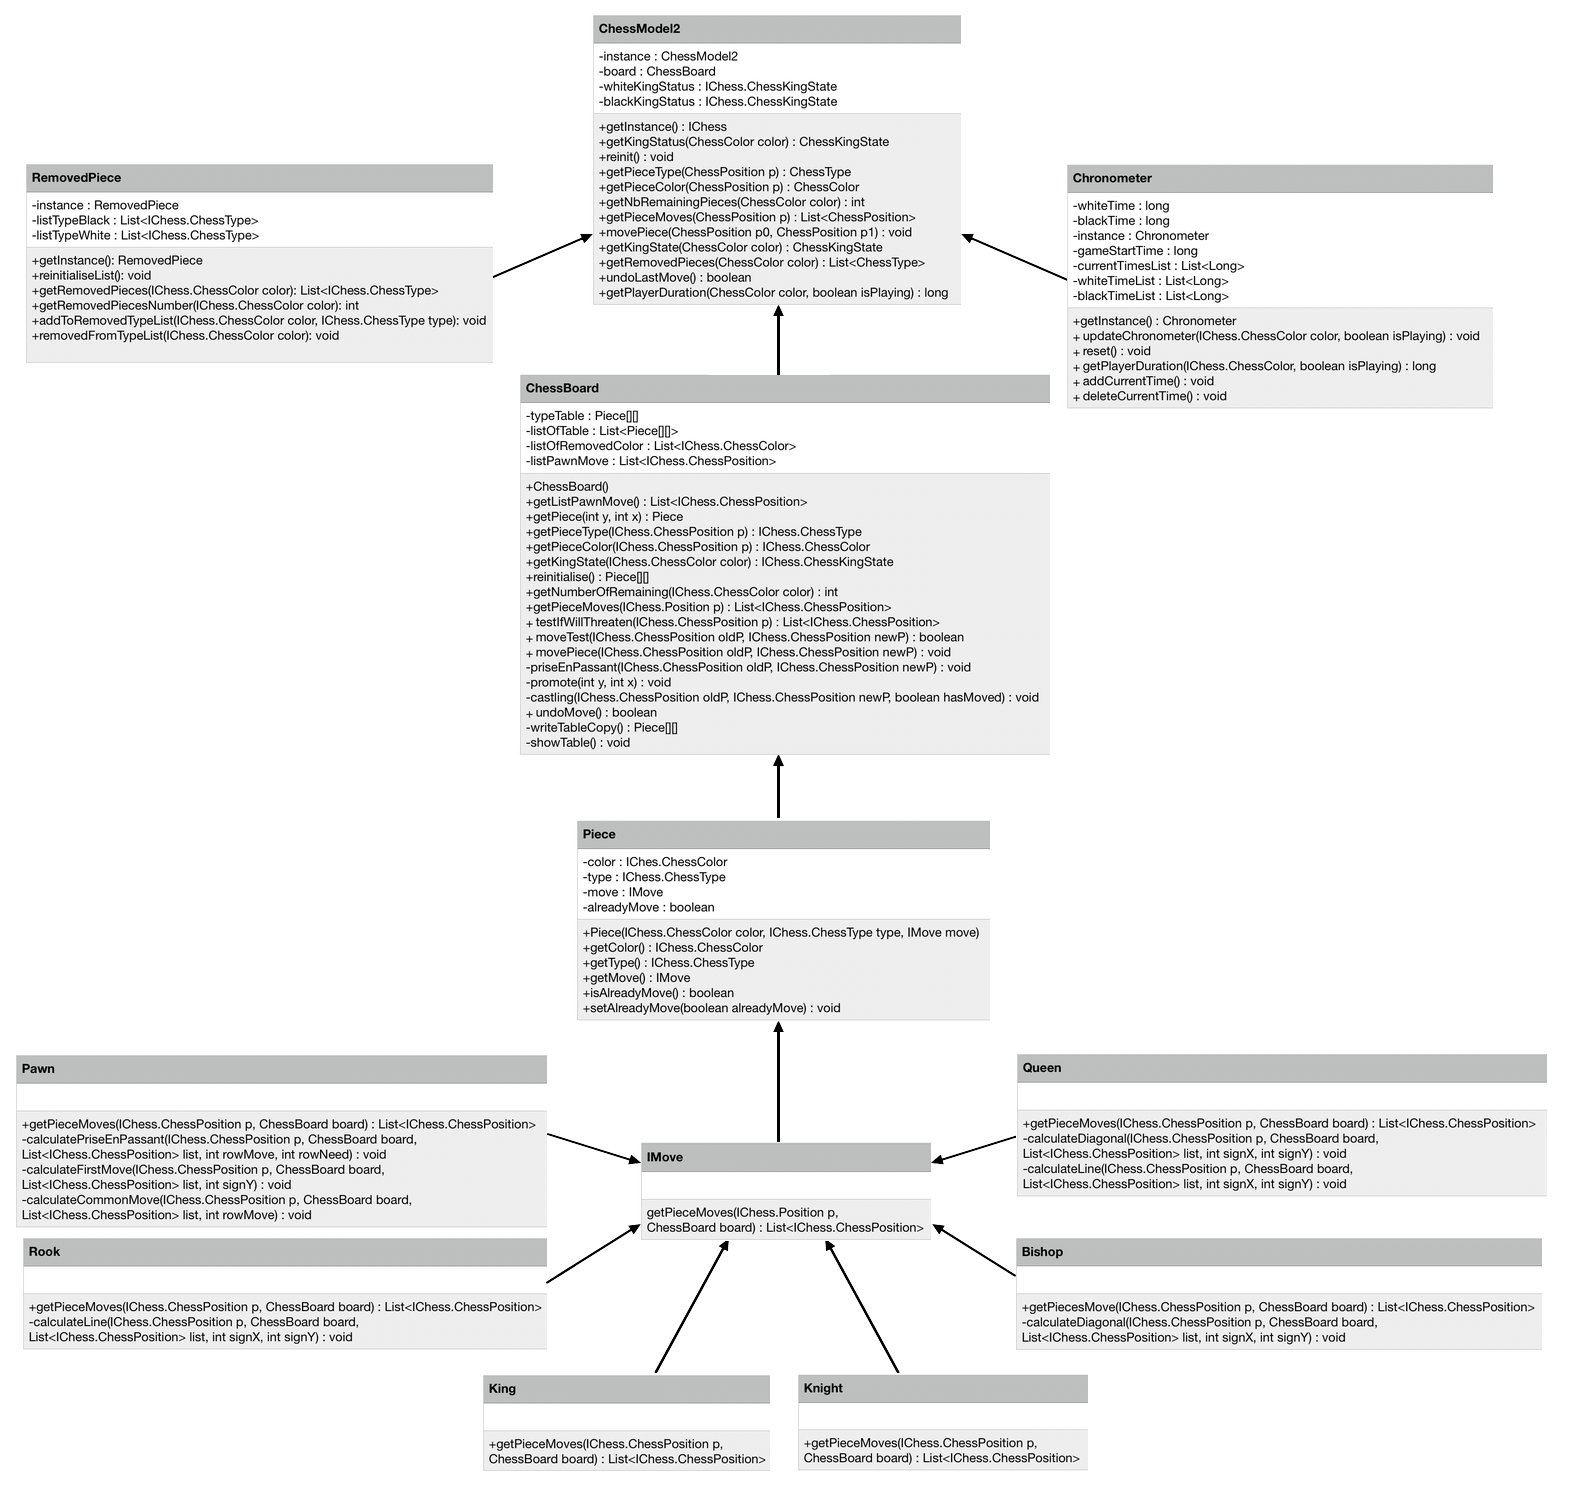 ChessModel2
-instance : ChessModel2
-board : ChessBoard
-whiteKingStatus : IChess.ChessKingState
-blackKingStatus : IChess.ChessKingState
+getInstance() : IChess
+getKingStatus(ChessColor color) : ChessKingState
+reinit() : void
+getPieceType(ChessPosition p) : ChessType
+getPieceColor(ChessPosition p) : ChessColor
+getNbRemainingPieces(ChessColor color) : int
+getPieceMoves(ChessPosition p) : List<ChessPosition>
+movePiece(ChessPosition p0, ChessPosition p1) : void
+getKingState(ChessColor color) : ChessKingState
+getRemovedPieces(ChessColor color) : List<ChessType>
+undoLastMove() : boolean
+getPlayerDuration(ChessColor color, boolean isPlaying) : long
RemovedPiece
-instance : RemovedPiece
-listTypeBlack : List<IChess.ChessType>
-listTypeWhite : List<IChess.ChessType>
+getInstance(): RemovedPiece
+reinitialiseList(): void
+getRemovedPieces(IChess.ChessColor color): List<IChess.ChessType>
+getRemovedPiecesNumber(IChess.ChessColor color): int
+addToRemovedTypeList(IChess.ChessColor color, IChess.ChessType type): void
+removedFromTypeList(IChess.ChessColor color): void
Chronometer
-whiteTime : long
-blackTime : long
-instance : Chronometer
-gameStartTime : long
-currentTimesList : List<Long>
-whiteTimeList : List<Long>
-blackTimeList : List<Long>
+getInstance() : Chronometer
+ updateChronometer(IChess.ChessColor color, boolean isPlaying) : void
+ reset() : void
+ getPlayerDuration(IChess.ChessColor, boolean isPlaying) : long
+ addCurrentTime() : void
+ deleteCurrentTime() : void
ChessBoard
-typeTable : Piece[][]
-listOfTable : List<Piece[][]>
-listOfRemovedColor : List<IChess.ChessColor>
-listPawnMove : List<IChess.ChessPosition>
+ChessBoard()
+getListPawnMove() : List<IChess.ChessPosition>
+getPiece(int y, int x) : Piece
+getPieceType(IChess.ChessPosition p) : IChess.ChessType
+getPieceColor(IChess.ChessPosition p) : IChess.ChessColor
+getKingState(IChess.ChessColor color) : IChess.ChessKingState
+reinitialise() : Piece[][]
+getNumberOfRemaining(IChess.ChessColor color) : int
+getPieceMoves(IChess.Position p) : List<IChess.ChessPosition>
+ testIfWillThreaten(IChess.ChessPosition p) : List<IChess.ChessPosition>
+ moveTest(IChess.ChessPosition oldP, IChess.ChessPosition newP) : boolean
+ movePiece(IChess.ChessPosition oldP, IChess.ChessPosition newP) : void
-priseEnPassant(IChess.ChessPosition oldP, IChess.ChessPosition newP) : void
-promote(int y, int x) : void
-castling(IChess.ChessPosition oldP, IChess.ChessPosition newP, boolean hasMoved) : void
+ undoMove() : boolean
-writeTableCopy() : Piece[][]
-showTable() : void
Piece
-color : IChes.ChessColor
-type : IChess.ChessType
-move : IMove
-alreadyMove : boolean
+Piece(IChess.ChessColor color, IChess.ChessType type, IMove move)
+getColor() : IChess.ChessColor
+getType() : IChess.ChessType
+getMove() : IMove
+isAlreadyMove() : boolean
+setAlreadyMove(boolean alreadyMove) : void
Pawn
+getPieceMoves(IChess.ChessPosition p, ChessBoard board) : List<IChess.ChessPosition>
-calculatePriseEnPassant(IChess.ChessPosition p, ChessBoard board,
List<IChess.ChessPosition> list, int rowMove, int rowNeed) : void
-calculateFirstMove(IChess.ChessPosition p, ChessBoard board,
List<IChess.ChessPosition> list, int signY) : void
-calculateCommonMove(IChess.ChessPosition p, ChessBoard board,
List<IChess.ChessPosition> list, int rowMove) : void
Queen
+getPieceMoves(IChess.ChessPosition p, ChessBoard board) : List<IChess.ChessPosition>
-calculateDiagonal(IChess.ChessPosition p, ChessBoard board,
List<IChess.ChessPosition> list, int signX, int signY) : void
-calculateLine(IChess.ChessPosition p, ChessBoard board,
List<IChess.ChessPosition> list, int signX, int signY) : void
IMove
getPieceMoves(IChess.Position p,
ChessBoard board) : List<IChess.ChessPosition>
Rook
+getPieceMoves(IChess.ChessPosition p, ChessBoard board) : List<IChess.ChessPosition>
-calculateLine(IChess.ChessPosition p, ChessBoard board,
List<IChess.ChessPosition> list, int signX, int signY) : void
Bishop
+getPiecesMove(IChess.ChessPosition p, ChessBoard board) : List<IChess.ChessPosition>
-calculateDiagonal(IChess.ChessPosition p, ChessBoard board,
List<IChess.ChessPosition> list, int signX, int signY) : void
King
+getPieceMoves(IChess.ChessPosition p,
ChessBoard board) : List<IChess.ChessPosition>
Knight
+getPieceMoves(IChess.ChessPosition p,
ChessBoard board) : List<IChess.ChessPosition>